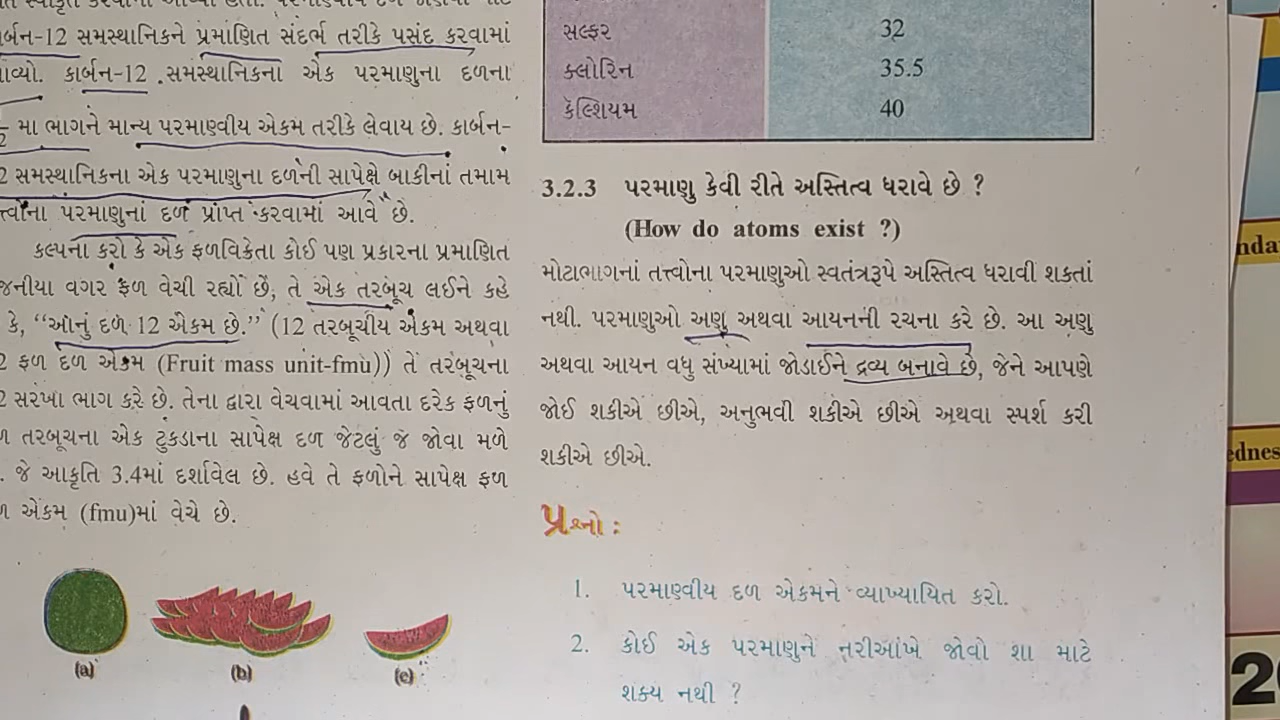 કાર્બન-12 સમસ્થાનિકને પ્રમાણિત સંદર્ભ તરીકે પસંદ કરવામાં
આવ્યો. કાર્બન-12 સમસ્થાનિકના એક પરમાણુના દળના
મા ભાગને માન્ય પરમાણ્વીય એકમ તરીકે લેવાય છે. કાર્બન-
સમસ્થાનિકના એક પરમાણુના દળની સાપેક્ષે બાકીનાં તમામ
તત્ત્વોના પરમાણુનાં દળ પ્રાપ્ત કરવામાં આવે છે.
કલ્પના કરો કે એક ફળવિક્રેતા કોઈ પણ પ્રકારના પ્રમાણિત
વગર ફળ વેચી રહ્યો છે, તે એક તરબૂચ લઈને કહે
કે, “આનું દળ 12 એકમ છે.” (12 તરબૂચીય એકમ અથવા
ફળ દળ એકમ (Fruit mass unit-fmu)) તે તરબૂચના
સરખા ભાગ કરે છે. તેના દ્વારા વેચવામાં આવતા દરેક ફળનું
તરબૂચના એક ટુકડાના સાપેક્ષ દળ જેટલું જ જોવા મળે
જે આકૃતિ 3.4માં દર્શાવેલ છે. હવે તે ફળોને સાપેક્ષ ફળ
એકમ (fmu)માં વેચે છે.
(a) (b) (c)
સલ્ફર 32
ક્લોરિન 35.5
કૅલ્શિયમ 40
3.2.3 પરમાણુ કેવી રીતે અસ્તિત્વ ધરાવે છે ?
(How do atoms exist ?)
મોટાભાગનાં તત્ત્વોના પરમાણુઓ સ્વતંત્રરૂપે અસ્તિત્વ ધરાવી શકતાં
નથી. પરમાણુઓ અણુ અથવા આયનની રચના કરે છે. આ અણુ
અથવા આયન વધુ સંખ્યામાં જોડાઈને દ્રવ્ય બનાવે છે, જેને આપણે
જોઈ શકીએ છીએ, અનુભવી શકીએ છીએ અથવા સ્પર્શ કરી
શકીએ છીએ.
પ્રશ્નો :
1. પરમાણ્વીય દળ એકમને વ્યાખ્યાયિત કરો.
2. કોઈ એક પરમાણુને નરીઆંખે જોવો શા માટે
શક્ય નથી ?